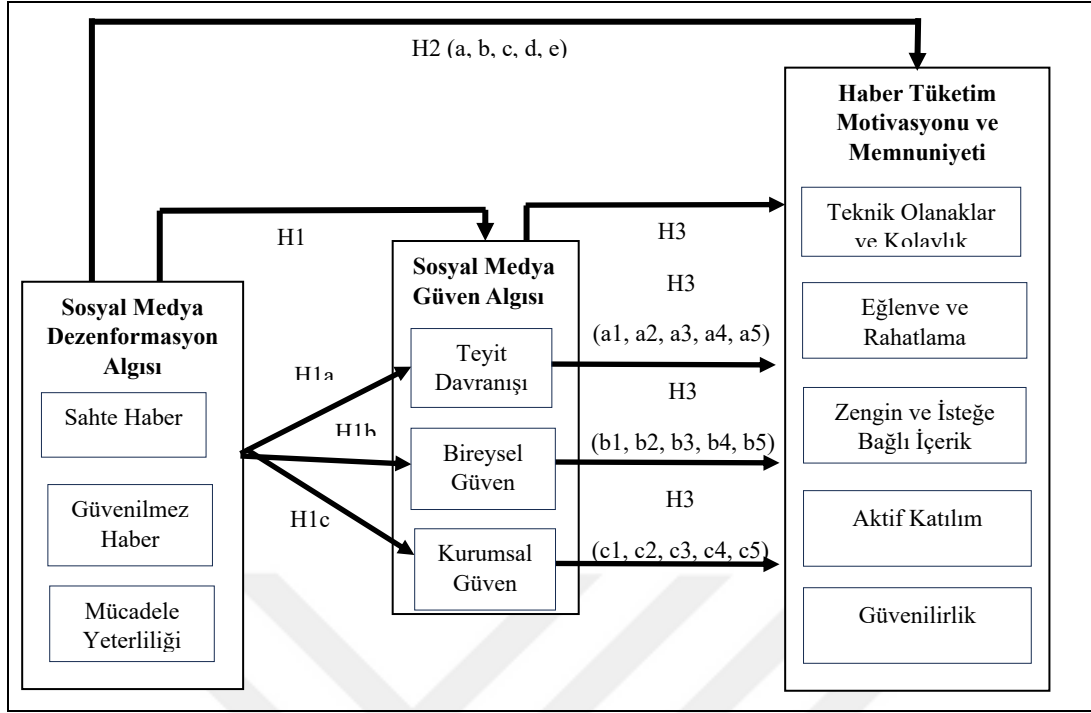 H2 (a, b, c, d, e)
Haber Tüketim
Motivasyonu ve
Memnuniyeti
Teknik Olanaklar
ve Kolaylık
Eğlenve ve
Rahatlama
Zengin ve İsteğe
Bağlı İçerik
Aktif Katılım
Güvenilirlik
H1
H3
Sosyal Medya
Güven Algısı
Teyit
Davranışı
Bireysel
Güven
Kurumsal
Güven
H3
(a1, a2, a3, a4, a5)
H3
(b1, b2, b3, b4, b5)
H3
(c1, c2, c3, c4, c5)
Sosyal Medya
Dezenformasyon
Algısı
Sahte Haber
Güvenilmez
Haber
Mücadele
Yeterliliği
H1a
H1b
H1c